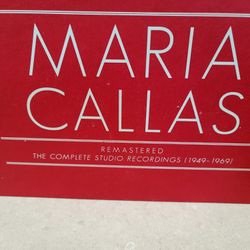 MARIA
CALLAS
REMASTERED
THE COMPLETE STUDIO RECORDINGS (1949-1969)